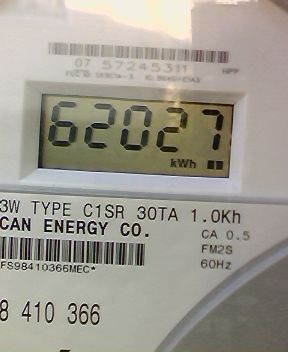 07 57245311 HPP
62027
kWh
3W TYPE C1SR 30TA 1.0Kh
CAN ENERGY CO.
CA 0.5
FM2S
FS98410366MEC*
60Hz
8 410 366